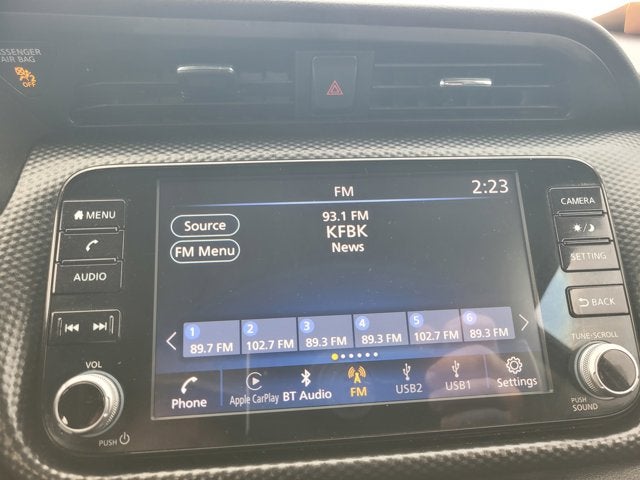 PASSENGER
AIR BAG
OFF
MENU
AUDIO
VOL
PUSH
FM
2:23
Source
FM Menu
93.1 FM
KFBK
News
1 2 3 4 5 6
89.7 FM 102.7 FM 89.3 FM 89.3 FM 102.7 FM 89.3 FM
Phone Apple CarPlay BT Audio FM USB2 USB1 Settings
CAMERA
SETTING
BACK
TUNE·SCROLL
PUSH
SOUND